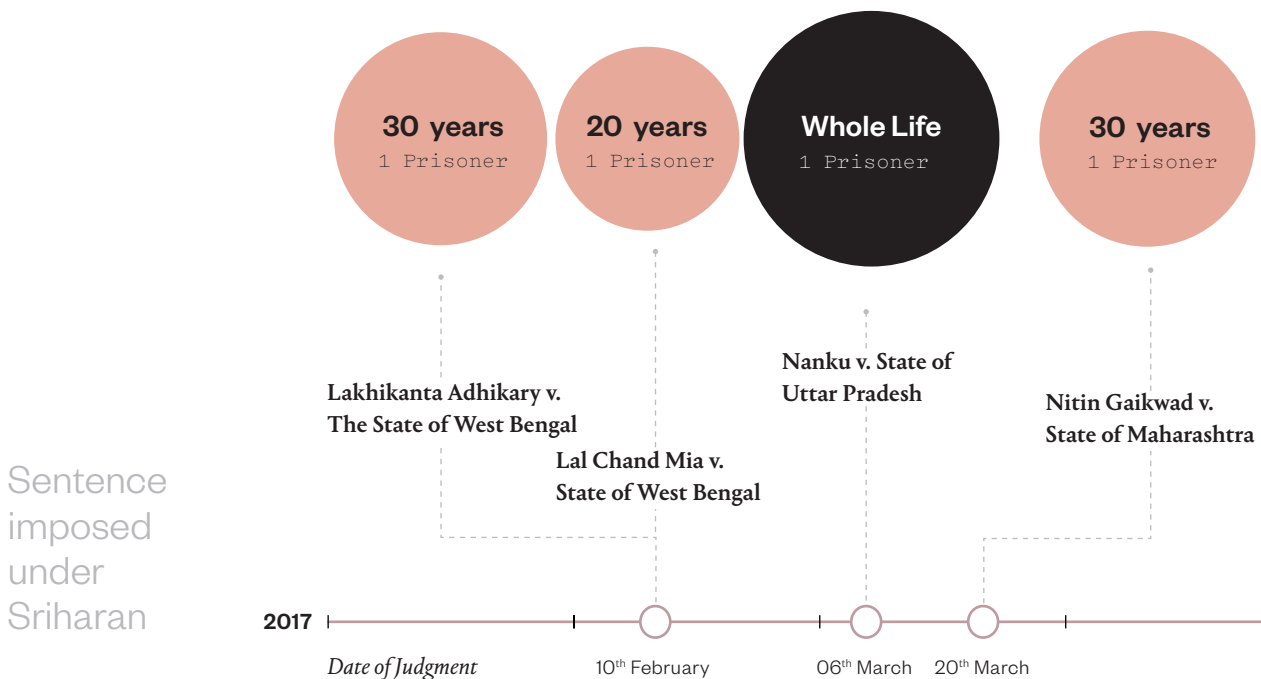 30 years
1 Prisoner
20 years
1 Prisoner
Whole Life
1 Prisoner
30 years
1 Prisoner
Lakhikanta Adhikary v.
The State of West Bengal
Lal Chand Mia v.
State of West Bengal
Nanku v. State of
Uttar Pradesh
Nitin Gaikwad v.
State of Maharashtra
Sentence
imposed
under
Sriharan
2017
Date of Judgment
10th February
06th March
20th March